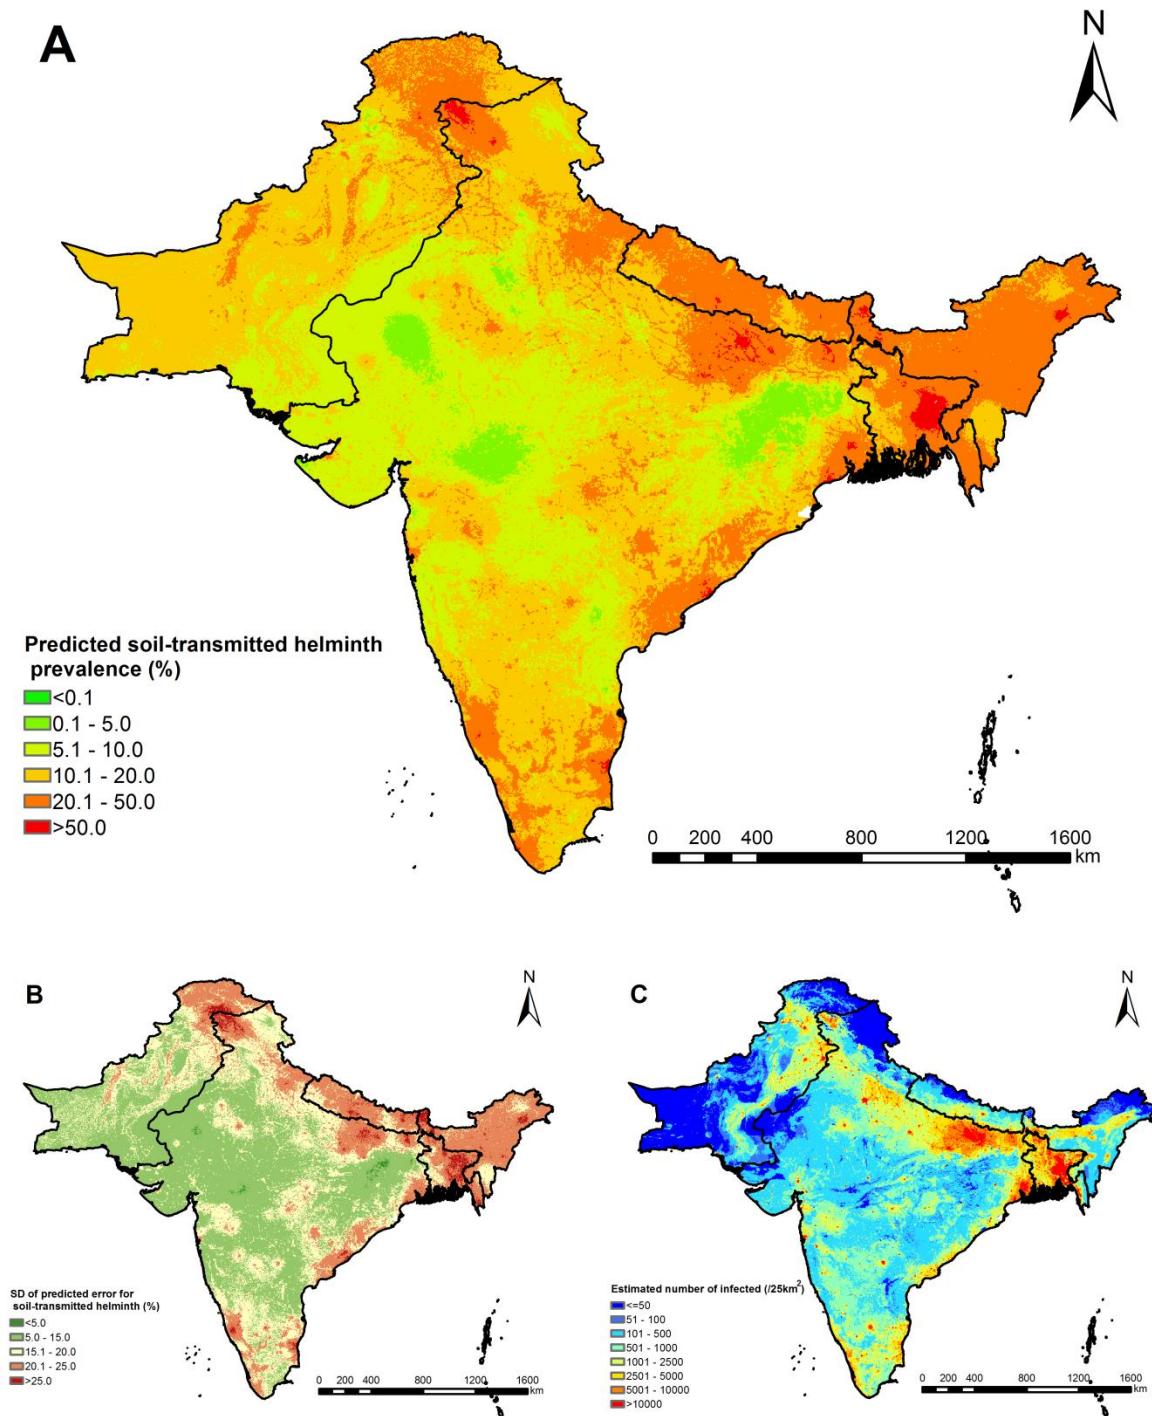 A
N
Predicted soil-transmitted helminth
prevalence (%)
<0.1
0.1 - 5.0
5.1 - 10.0
10.1 - 20.0
20.1 - 50.0
>50.0
0 200 400 800 1200 1600
km
B
N
SD of predicted error for
soil-transmitted helminth (%)
<5.0
5.0 - 15.0
15.1 - 20.0
20.1 - 25.0
>25.0
0 200 400 800 1200 1600
km
C
N
Estimated number of infected (/25km²)
<=50
51 - 100
101 - 500
501 - 1000
1001 - 2500
2501 - 5000
5001 - 10000
>10000
0 200 400 800 1200 1600
km